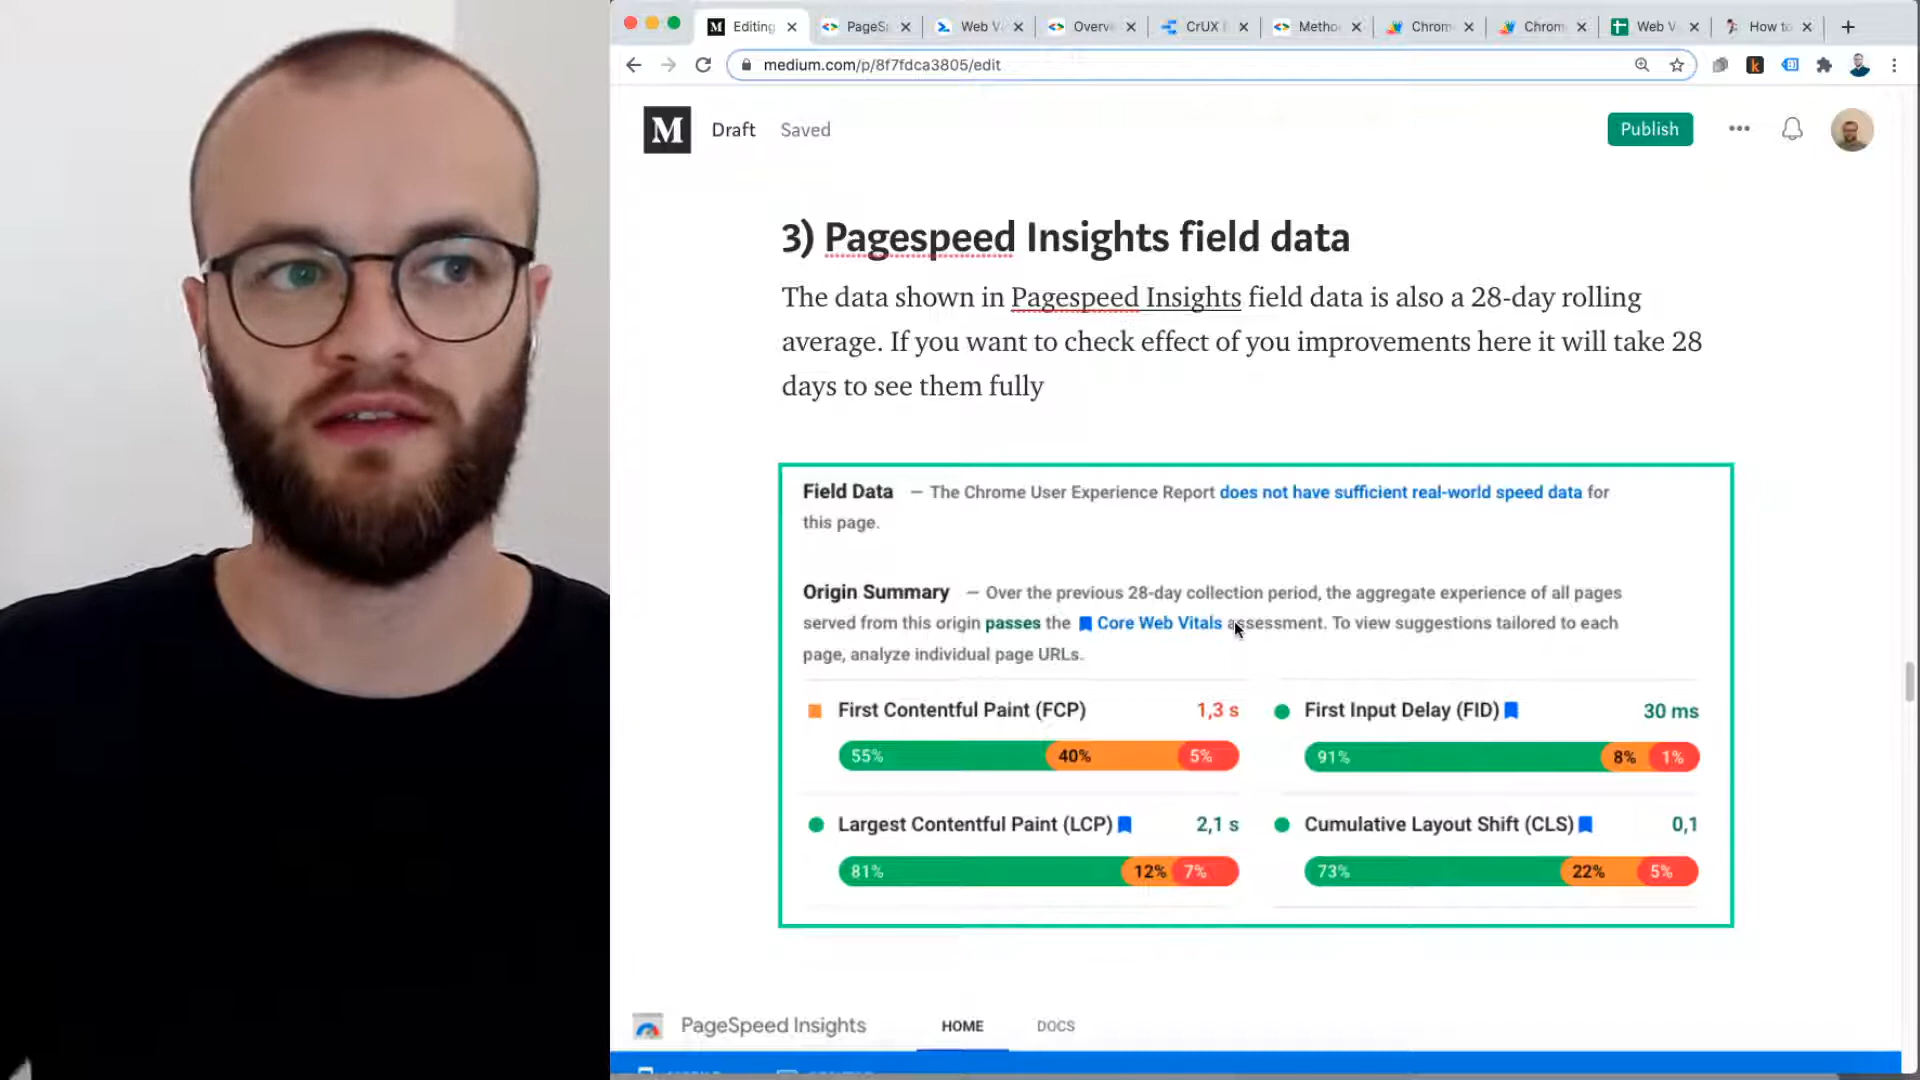 Editing
PageS
Web V
Overv
CrUX
Metho
Chrom
Chrom
Web V
How to
medium.com/p/8f7fdca3805/edit
k
M
Draft
Saved
Publish
3) Pagespeed Insights field data
The data shown in Pagespeed Insights field data is also a 28-day rolling
average. If you want to check effect of you improvements here it will take 28
days to see them fully
Field Data — The Chrome User Experience Report does not have sufficient real-world speed data for
this page.
Origin Summary — Over the previous 28-day collection period, the aggregate experience of all pages
served from this origin passes the Core Web Vitals assessment. To view suggestions tailored to each
page, analyze individual page URLs.
First Contentful Paint (FCP) 1,3 s
55% 40% 5%
First Input Delay (FID) 30 ms
91% 8% 1%
Largest Contentful Paint (LCP) 2,1 s
81% 12% 7%
Cumulative Layout Shift (CLS) 0,1
73% 22% 5%
PageSpeed Insights
HOME
DOCS